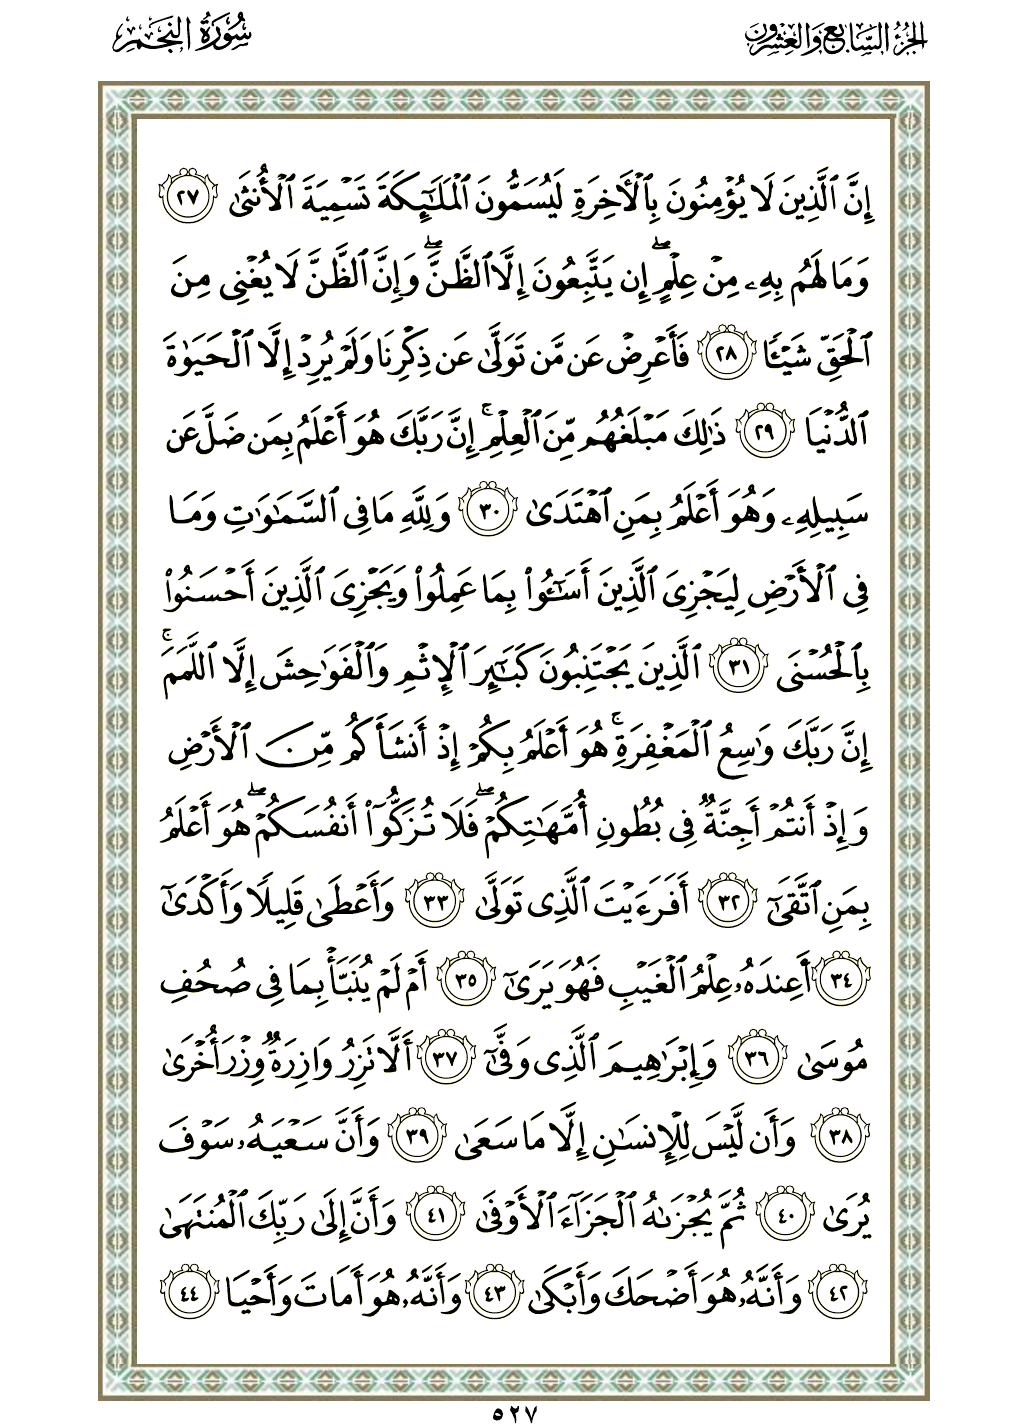 الجزء السابع والعشرون
سورة النجم
إِنَّ ٱلَّذِينَ لَا يُؤْمِنُونَ بِٱلْأَخِرَةِ لَيُسَمُّونَ ٱلْمَلَـٰٓئِكَةَ تَسْمِيَةَ ٱلْأُنثَىٰ ٢٧
وَمَا لَهُم بِهِۦ مِنْ عِلْمٍ ۖ إِن يَتَّبِعُونَ إِلَّا ٱلظَّنَّ ۖ وَإِنَّ ٱلظَّنَّ لَا يُغْنِى مِنَ
ٱلْحَقِّ شَيْـًٔا ٢٨ فَأَعْرِضْ عَن مَّن تَوَلَّىٰ عَن ذِكْرِنَا وَلَمْ يُرِدْ إِلَّا ٱلْحَيَوٰةَ
ٱلدُّنْيَا ٢٩ ذَٰلِكَ مَبْلَغُهُم مِّنَ ٱلْعِلْمِ ۚ إِنَّ رَبَّكَ هُوَ أَعْلَمُ بِمَن ضَلَّ عَن
سَبِيلِهِۦ وَهُوَ أَعْلَمُ بِمَنِ ٱهْتَدَىٰ ٣٠ وَلِلَّهِ مَا فِى ٱلسَّمَـٰوَٰتِ وَمَا
فِى ٱلْأَرْضِ لِيَجْزِىَ ٱلَّذِينَ أَسَـٰٓـُٔوا۟ بِمَا عَمِلُوا۟ وَيَجْزِىَ ٱلَّذِينَ أَحْسَنُوا۟
بِٱلْحُسْنَى ٣١ ٱلَّذِينَ يَجْتَنِبُونَ كَبَـٰٓئِرَ ٱلْإِثْمِ وَٱلْفَوَٰحِشَ إِلَّا ٱللَّمَمَ ۚ
إِنَّ رَبَّكَ وَٰسِعُ ٱلْمَغْفِرَةِ ۚ هُوَ أَعْلَمُ بِكُمْ إِذْ أَنشَأَكُم مِّنَ ٱلْأَرْضِ
وَإِذْ أَنتُمْ أَجِنَّةٌ فِى بُطُونِ أُمَّهَـٰتِكُمْ ۖ فَلَا تُزَكُّوٓا۟ أَنفُسَكُمْ ۖ هُوَ أَعْلَمُ
بِمَنِ ٱتَّقَىٰٓ ٣٢ أَفَرَءَيْتَ ٱلَّذِى تَوَلَّىٰ ٣٣ وَأَعْطَىٰ قَلِيلًا وَأَكْدَىٰٓ
٣٤ أَعِندَهُۥ عِلْمُ ٱلْغَيْبِ فَهُوَ يَرَىٰٓ ٣٥ أَمْ لَمْ يُنَبَّأْ بِمَا فِى صُحُفِ
مُوسَىٰ ٣٦ وَإِبْرَٰهِيمَ ٱلَّذِى وَفَّىٰٓ ٣٧ أَلَّا تَزِرُ وَازِرَةٌ وِزْرَ أُخْرَىٰ
٣٨ وَأَن لَّيْسَ لِلْإِنسَـٰنِ إِلَّا مَا سَعَىٰ ٣٩ وَأَنَّ سَعْيَهُۥ سَوْفَ
يُرَىٰ ٤٠ ثُمَّ يُجْزَىٰهُ ٱلْجَزَآءَ ٱلْأَوْفَىٰ ٤١ وَأَنَّ إِلَىٰ رَبِّكَ ٱلْمُنتَهَىٰ
٤٢ وَأَنَّهُۥ هُوَ أَضْحَكَ وَأَبْكَىٰ ٤٣ وَأَنَّهُۥ هُوَ أَمَاتَ وَأَحْيَا ٤٤
٥٢٧